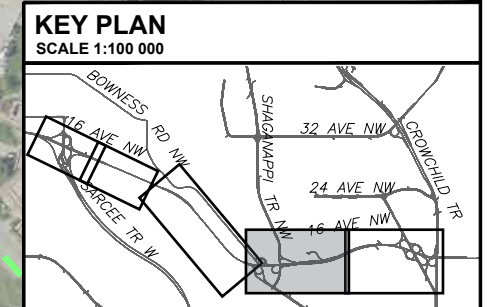 KEY PLAN
SCALE 1:100 000
BOWNESS RD NW
16 AVE NW
SARCEE TR W
SHAGANAPPI TR NW
32 AVE NW
CROWCHILD TR
24 AVE NW
16 AVE NW